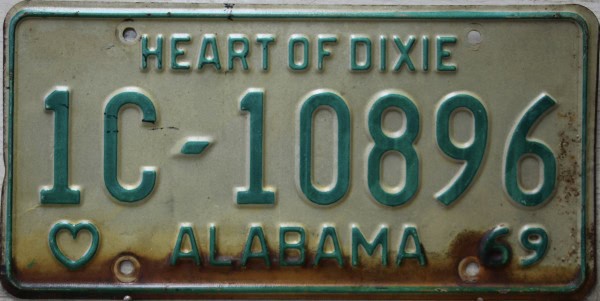 HEART OF DIXIE
1C-10896
ALABAMA 69